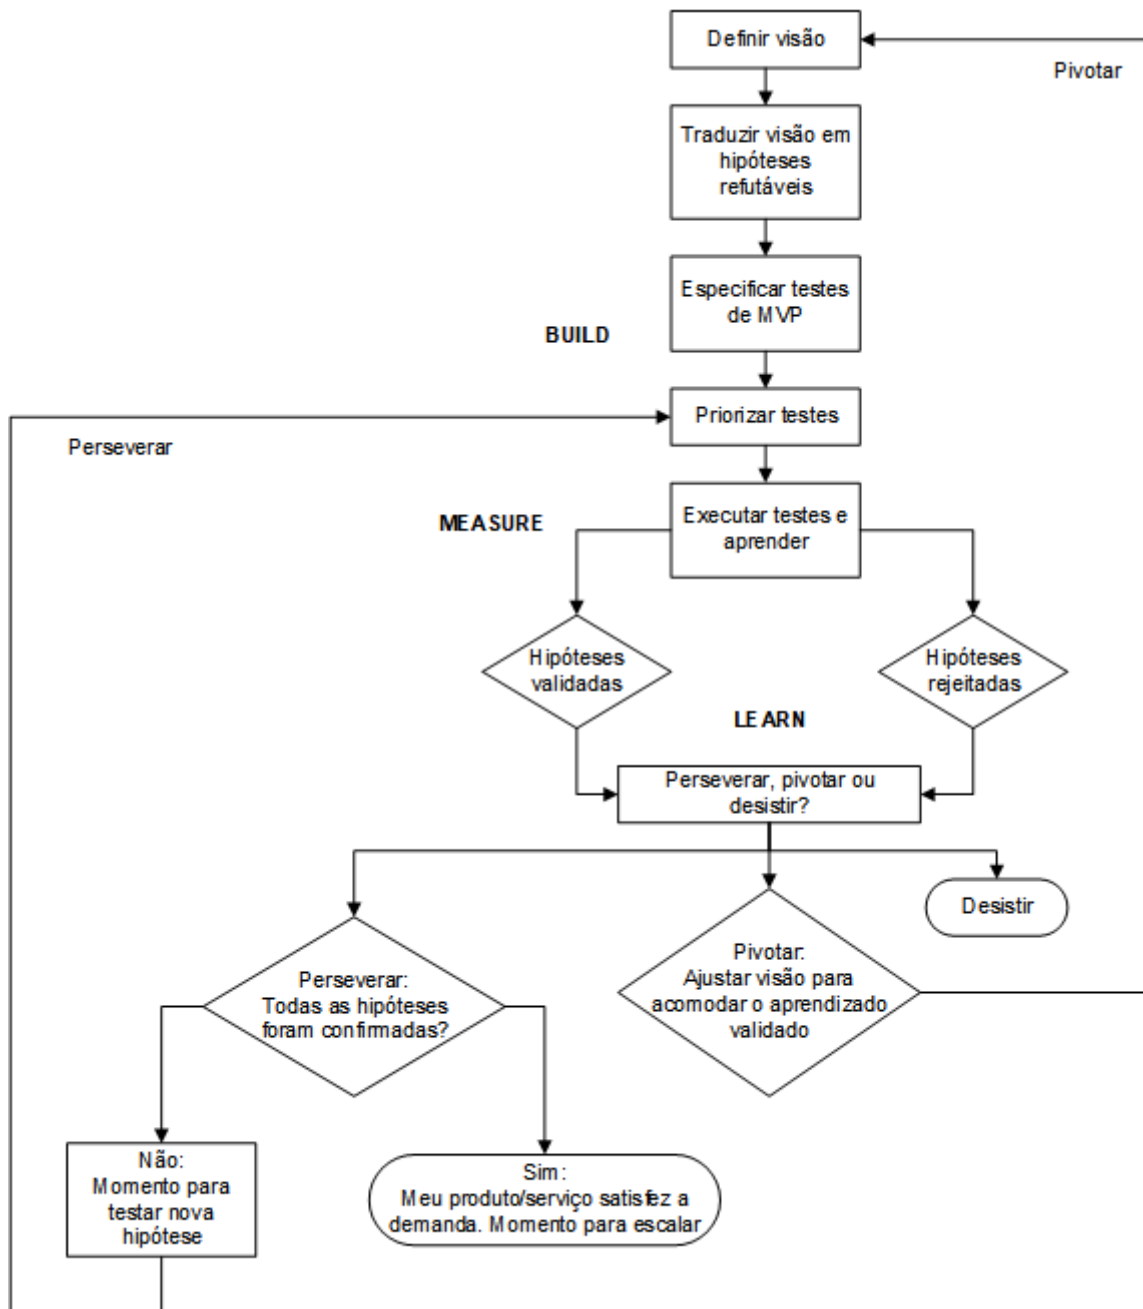 Definir visão
Pivotar
Traduzir visão em
hipóteses
refutáveis
Especificar testes
de MVP
BUILD
Priorizar testes
Perseverar
MEASURE
Executar testes e
aprender
Hipóteses
validadas
Hipóteses
rejeitadas
LEARN
Perseverar, pivotar ou
desistir?
Desistir
Perseverar:
Todas as hipóteses
foram confirmadas?
Pivotar:
Ajustar visão para
acomodar o aprendizado
validado
Não:
Momento para
testar nova
hipótese
Sim:
Meu produto/serviço satisfez a
demanda. Momento para escalar